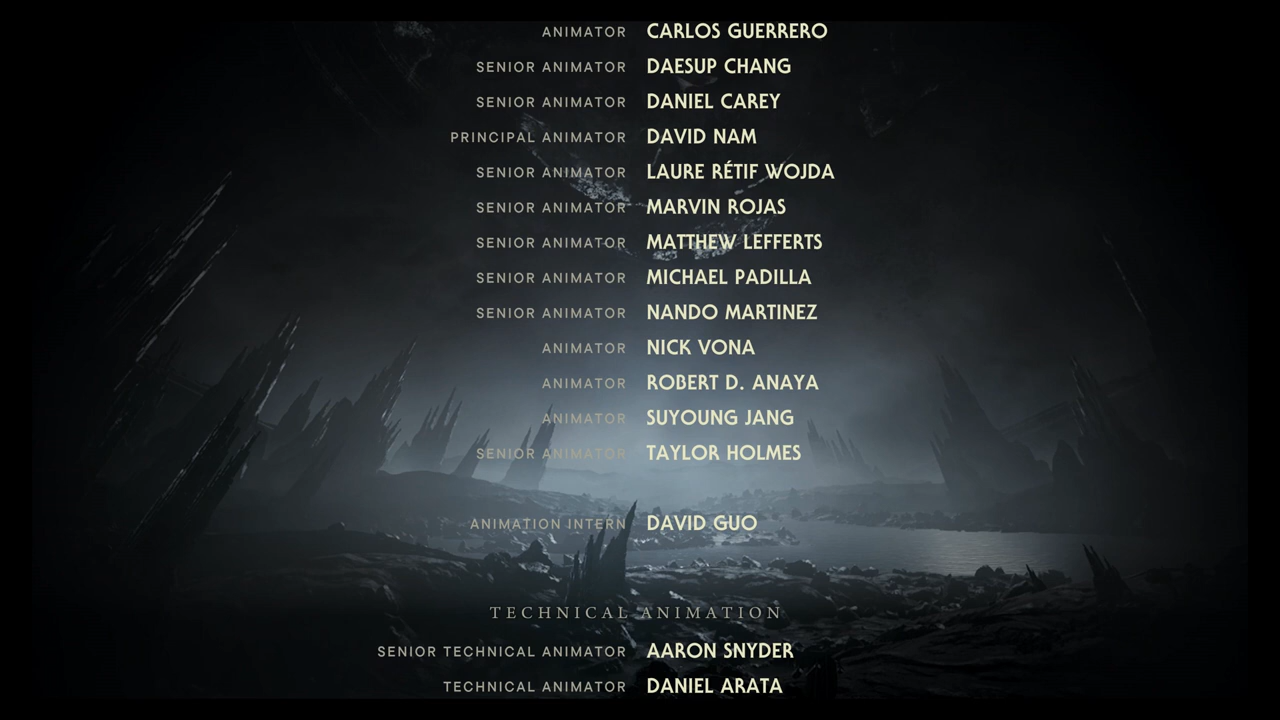 ANIMATOR CARLOS GUERRERO
SENIOR ANIMATOR DAESUP CHANG
SENIOR ANIMATOR DANIEL CAREY
PRINCIPAL ANIMATOR DAVID NAM
SENIOR ANIMATOR LAURE RÉTIF WOJDA
SENIOR ANIMATOR MARVIN ROJAS
SENIOR ANIMATOR MATTHEW LEFFERTS
SENIOR ANIMATOR MICHAEL PADILLA
SENIOR ANIMATOR NANDO MARTINEZ
ANIMATOR NICK VONA
ANIMATOR ROBERT D. ANAYA
ANIMATOR SUYOUNG JANG
SENIOR ANIMATOR TAYLOR HOLMES
ANIMATION INTERN DAVID GUO
TECHNICAL ANIMATION
SENIOR TECHNICAL ANIMATOR AARON SNYDER
TECHNICAL ANIMATOR DANIEL ARATA